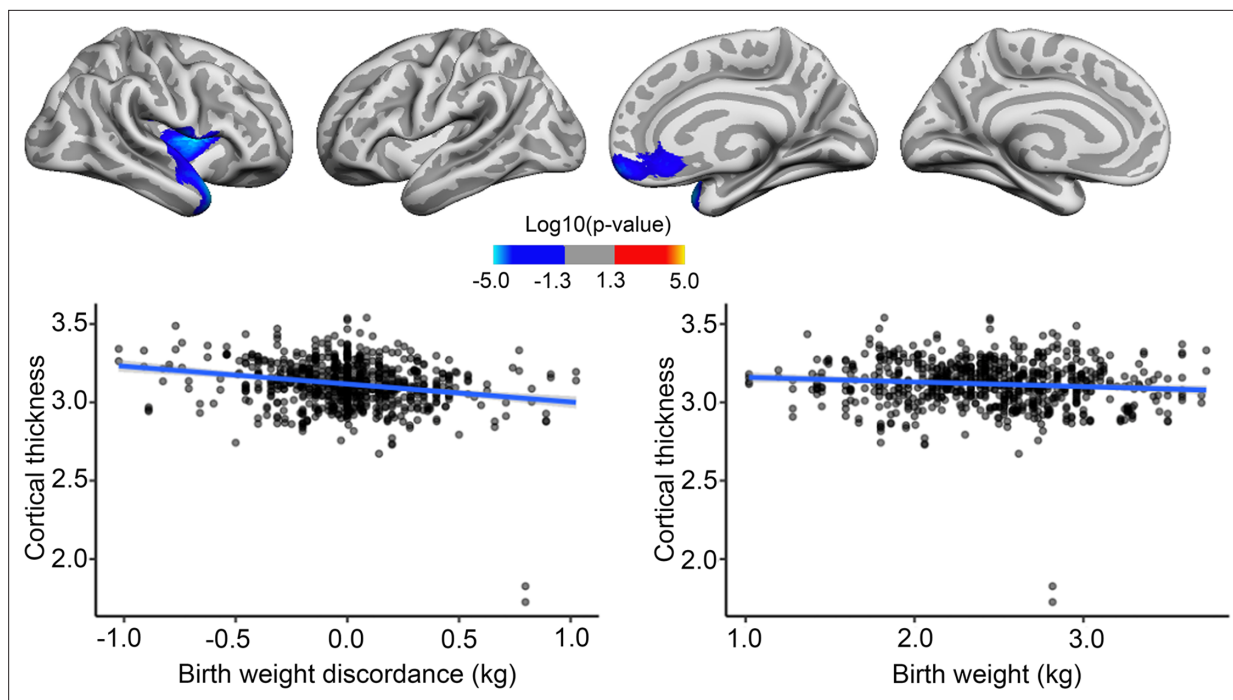 Log10(p-value)
-5.0 -1.3 1.3 5.0
Cortical thickness
3.5
3.0
2.5
2.0
-1.0 -0.5 0.0 0.5 1.0
Birth weight discordance (kg)
Cortical thickness
3.5
3.0
2.5
2.0
1.0 2.0 3.0
Birth weight (kg)